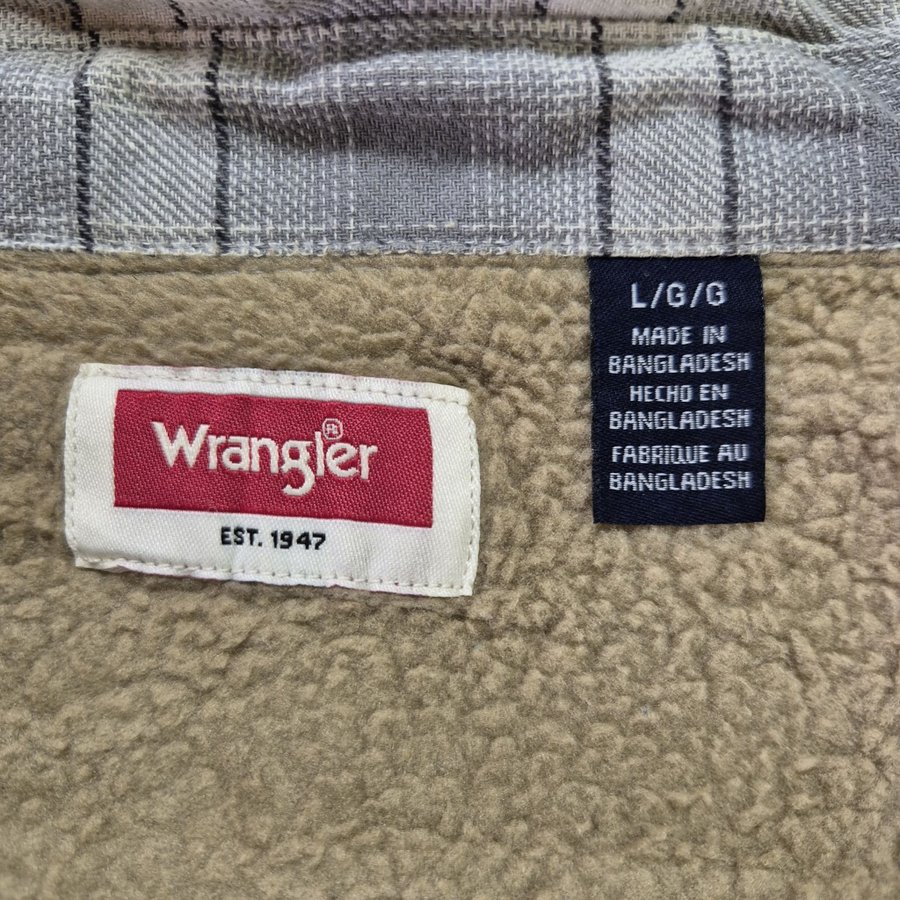 Wrangler®
EST. 1947
L/G/G
MADE IN
BANGLADESH
HECHO EN
BANGLADESH
FABRIQUE AU
BANGLADESH